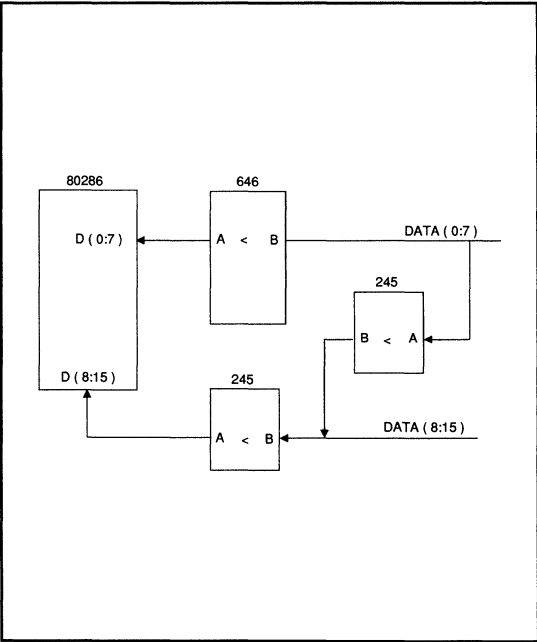 80286
646
D ( 0:7 )
A < B
DATA ( 0:7 )
245
B < A
D ( 8:15 )
245
A < B
DATA ( 8:15 )